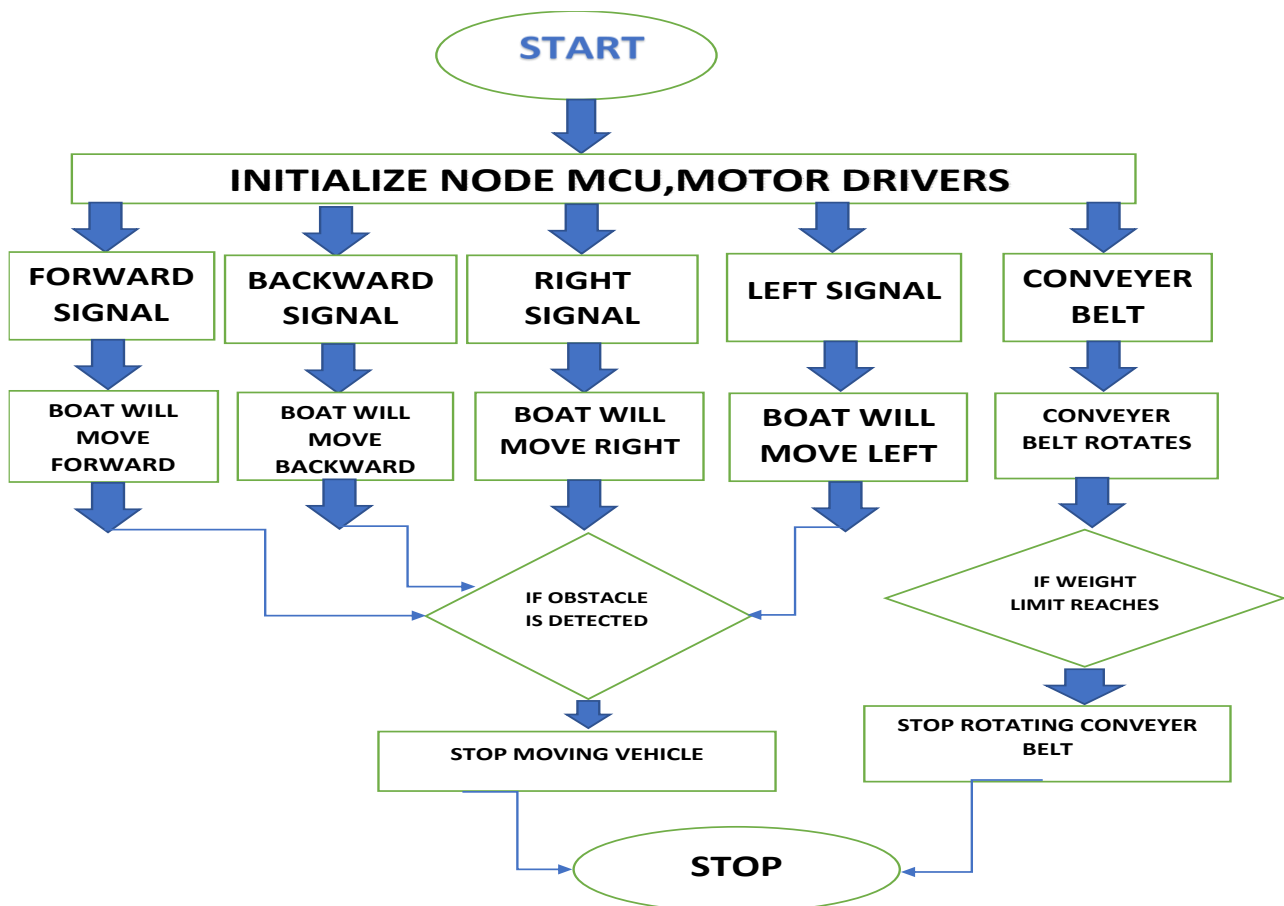 START
INITIALIZE NODE MCU,MOTOR DRIVERS
FORWARD
SIGNAL
BACKWARD
SIGNAL
RIGHT
SIGNAL
LEFT SIGNAL
CONVEYER
BELT
BOAT WILL
MOVE
FORWARD
BOAT WILL
MOVE
BACKWARD
BOAT WILL
MOVE RIGHT
BOAT WILL
MOVE LEFT
CONVEYER
BELT ROTATES
IF OBSTACLE
IS DETECTED
IF WEIGHT
LIMIT REACHES
STOP MOVING VEHICLE
STOP ROTATING CONVEYER
BELT
STOP